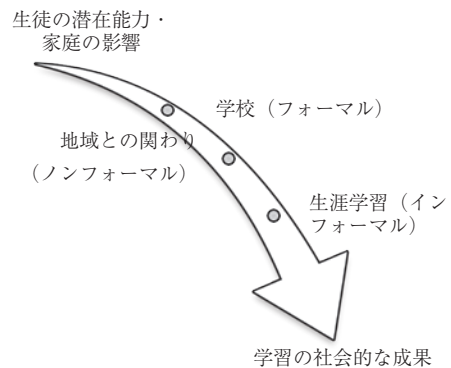 生徒の潜在能力・
家庭の影響
学校（フォーマル）
地域との関わり
（ノンフォーマル）
生涯学習（イン
フォーマル）
学習の社会的な成果